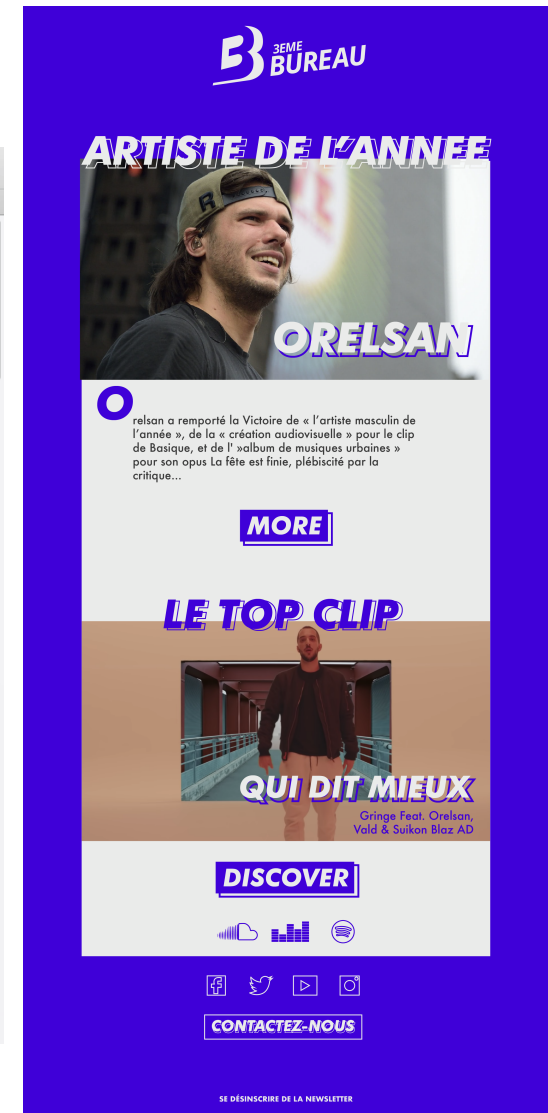 3EME
BUREAU
ARTISTE DE L'ANNEE
R
ORELSAN
Orelsan a remporté la Victoire de « l'artiste masculin de
l'année », de la « création audiovisuelle » pour le clip
de Basique, et de l' »album de musiques urbaines »
pour son opus La fête est finie, plébiscité par la
critique...
MORE
LE TOP CLIP
QUI DIT MIEUX
Gringe Feat. Orelsan,
Vald & Suikon Blaz AD
DISCOVER
CONTACTEZ-NOUS
SE DÉSINSCRIRE DE LA NEWSLETTER